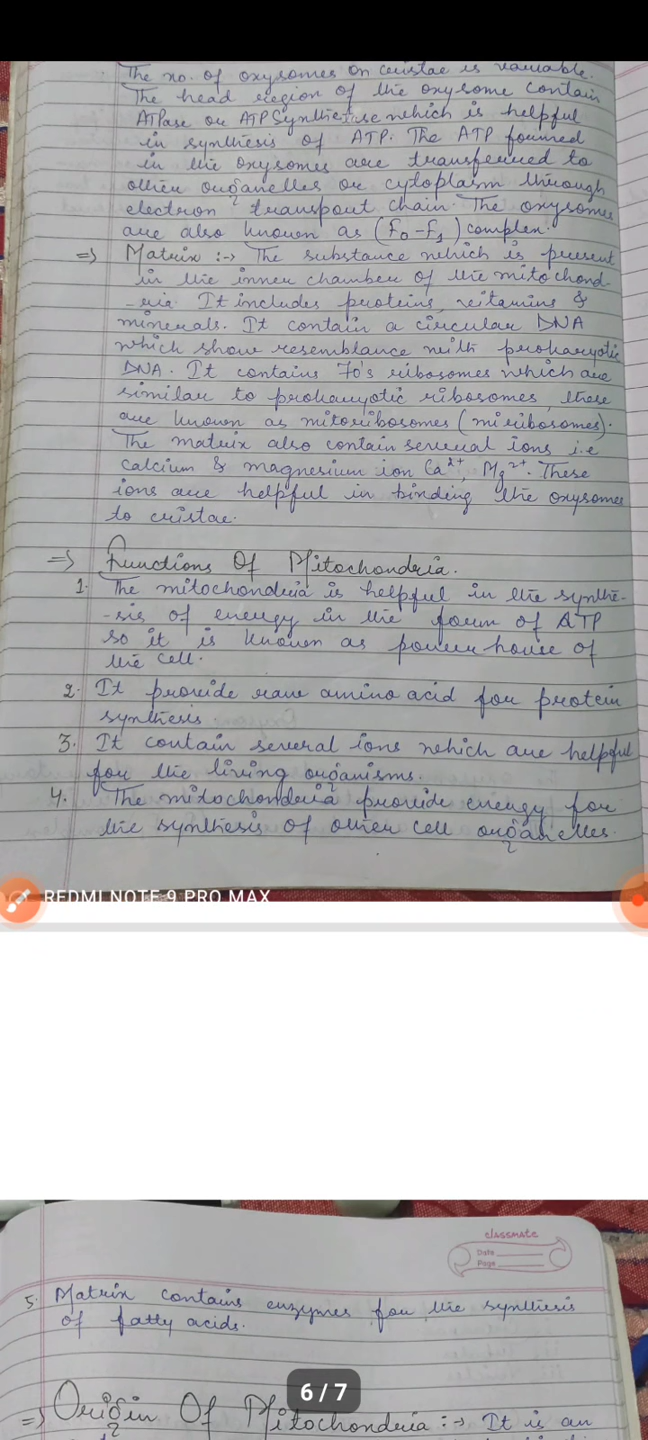 The no. of oxysomes on cristae is variable.
The head region of the oxysome contain
ATPase or ATP Synthetase which is helpful
in synthesis of ATP. The ATP formed
in the oxysomes are transferred to
other organelles or cytoplasm through
electron transport chain. The oxysomes
are also known as (F₀-F₁) complex.
=> Matrix :-> The substance which is present
in the inner chamber of the mitochond-
-ria. It includes proteins, vitamins &
minerals. It contain a circular DNA
which show resemblance with prokaryotic
DNA. It contains 70's ribosomes which are
similar to prokaryotic ribosomes, these
are known as mitoribosomes (miribosomes).
The matrix also contain several ions i.e
calcium & magnesium ion Ca²⁺, Mg²⁺. These
ions are helpful in binding the oxysomes
to cristae.
=> Functions Of Mitochondria.
1. The mitochondria is helpful in the synthe-
-sis of energy in the form of ATP
so it is known as power house of
the cell.
2. It provide raw amino acid for protein
synthesis
3. It contain several ions which are helpful
for the living organisms.
4. The mitochondria provide energy for
the synthesis of other cell organelles.
REDMI NOTE 9 PRO MAX
classmate
Date
Page
5. Matrix contains enzymes for the synthesis
of fatty acids.
6 / 7
=> Origin Of Mitochondria :-> It is an